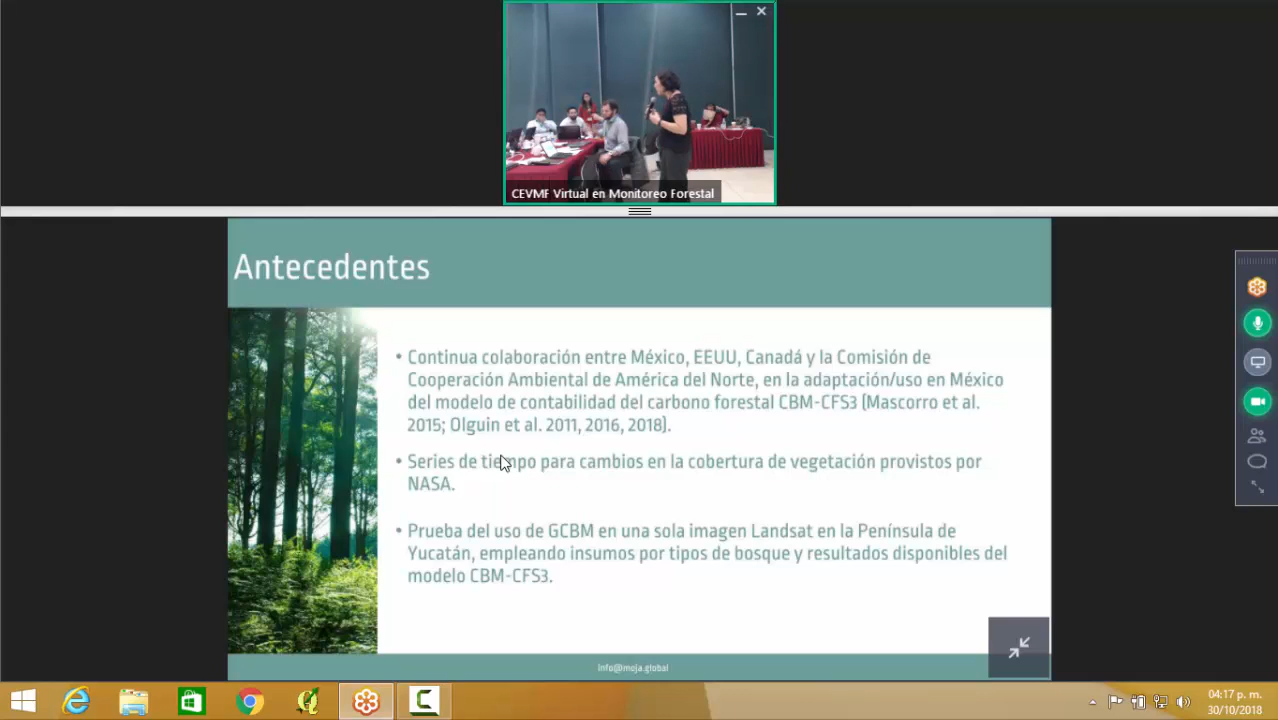 CEVMF Virtual en Monitoreo Forestal
Antecedentes
• Continua colaboración entre México, EEUU, Canadá y la Comisión de
Cooperación Ambiental de América del Norte, en la adaptación/uso en México
del modelo de contabilidad del carbono forestal CBM-CFS3 (Mascorro et al.
2015; Olguin et al. 2011, 2016, 2018).
• Series de tiempo para cambios en la cobertura de vegetación provistos por
NASA.
• Prueba del uso de GCBM en una sola imagen Landsat en la Península de
Yucatán, empleando insumos por tipos de bosque y resultados disponibles del
modelo CBM-CFS3.
Info@moja.global
04:17 p. m.
30/10/2018